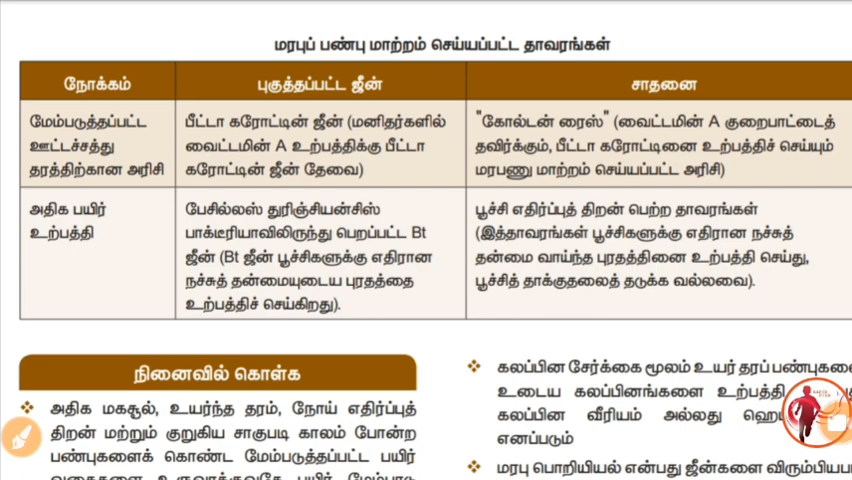 மரபுப் பண்பு மாற்றம் செய்யப்பட்ட தாவரங்கள்
நோக்கம்
புகுத்தப்பட்ட ஜீன்
சாதனை
மேம்படுத்தப்பட்ட
ஊட்டச்சத்து
தரத்திற்கான அரிசி
பீட்டா கரோட்டின் ஜீன் (மனிதர்களில்
வைட்டமின் A உற்பத்திக்கு பீட்டா
கரோட்டின் ஜீன் தேவை)
"கோல்டன் ரைஸ்" (வைட்டமின் A குறைபாட்டைத்
தவிர்க்கும், பீட்டா கரோட்டினை உற்பத்திச் செய்யும்
மரபணு மாற்றம் செய்யப்பட்ட அரிசி)
அதிக பயிர்
உற்பத்தி
பேசில்லஸ் துரிஞ்சியன்சிஸ்
பாக்டீரியாவிலிருந்து பெறப்பட்ட Bt
ஜீன் (Bt ஜீன் பூச்சிகளுக்கு எதிரான
நச்சுத் தன்மையுடைய புரதத்தை
உற்பத்திச் செய்கிறது).
பூச்சி எதிர்ப்புத் திறன் பெற்ற தாவரங்கள்
(இத்தாவரங்கள் பூச்சிகளுக்கு எதிரான நச்சுத்
தன்மை வாய்ந்த புரதத்தினை உற்பத்தி செய்து,
பூச்சித் தாக்குதலைத் தடுக்க வல்லவை).
நினைவில் கொள்க
❖ அதிக மகசூல், உயர்ந்த தரம், நோய் எதிர்ப்புத்
திறன் மற்றும் குறுகிய சாகுபடி காலம் போன்ற
பண்புகளைக் கொண்ட மேம்படுத்தப்பட்ட பயிர்
வகைகளை உருவாக்குவதே பயிர் மேம்பாடு
❖ கலப்பின சேர்க்கை மூலம் உயர் தரப் பண்புகளை
உடைய கலப்பினங்களை உற்பத்தி
கலப்பின வீரியம் அல்லது
எனப்படும்
❖ மரபு பொறியியல் என்பது ஜீன்களை